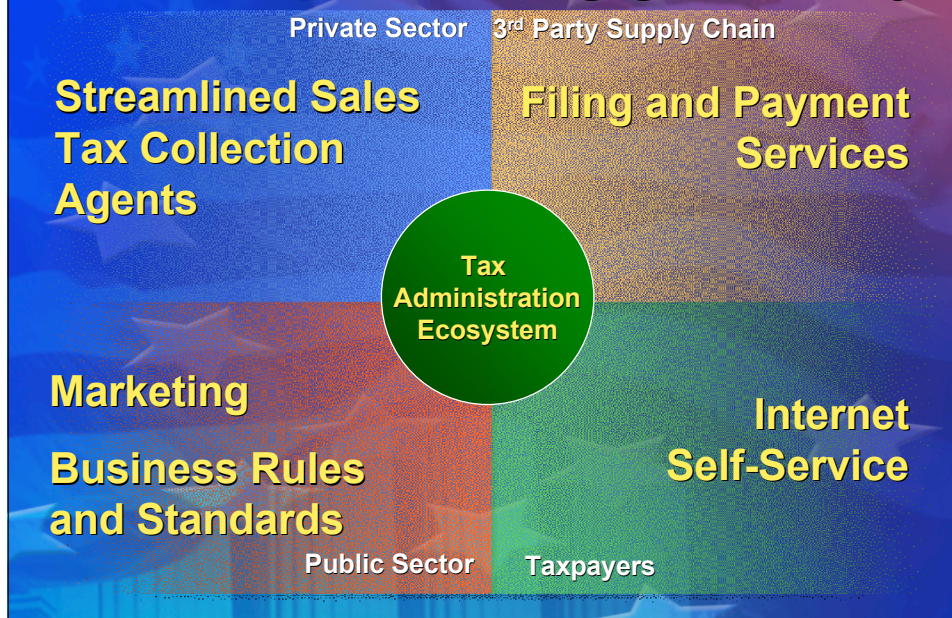 Private Sector
3rd Party Supply Chain
Streamlined Sales
Tax Collection
Agents
Filing and Payment
Services
Tax
Administration
Ecosystem
Marketing
Business Rules
and Standards
Internet
Self-Service
Public Sector
Taxpayers